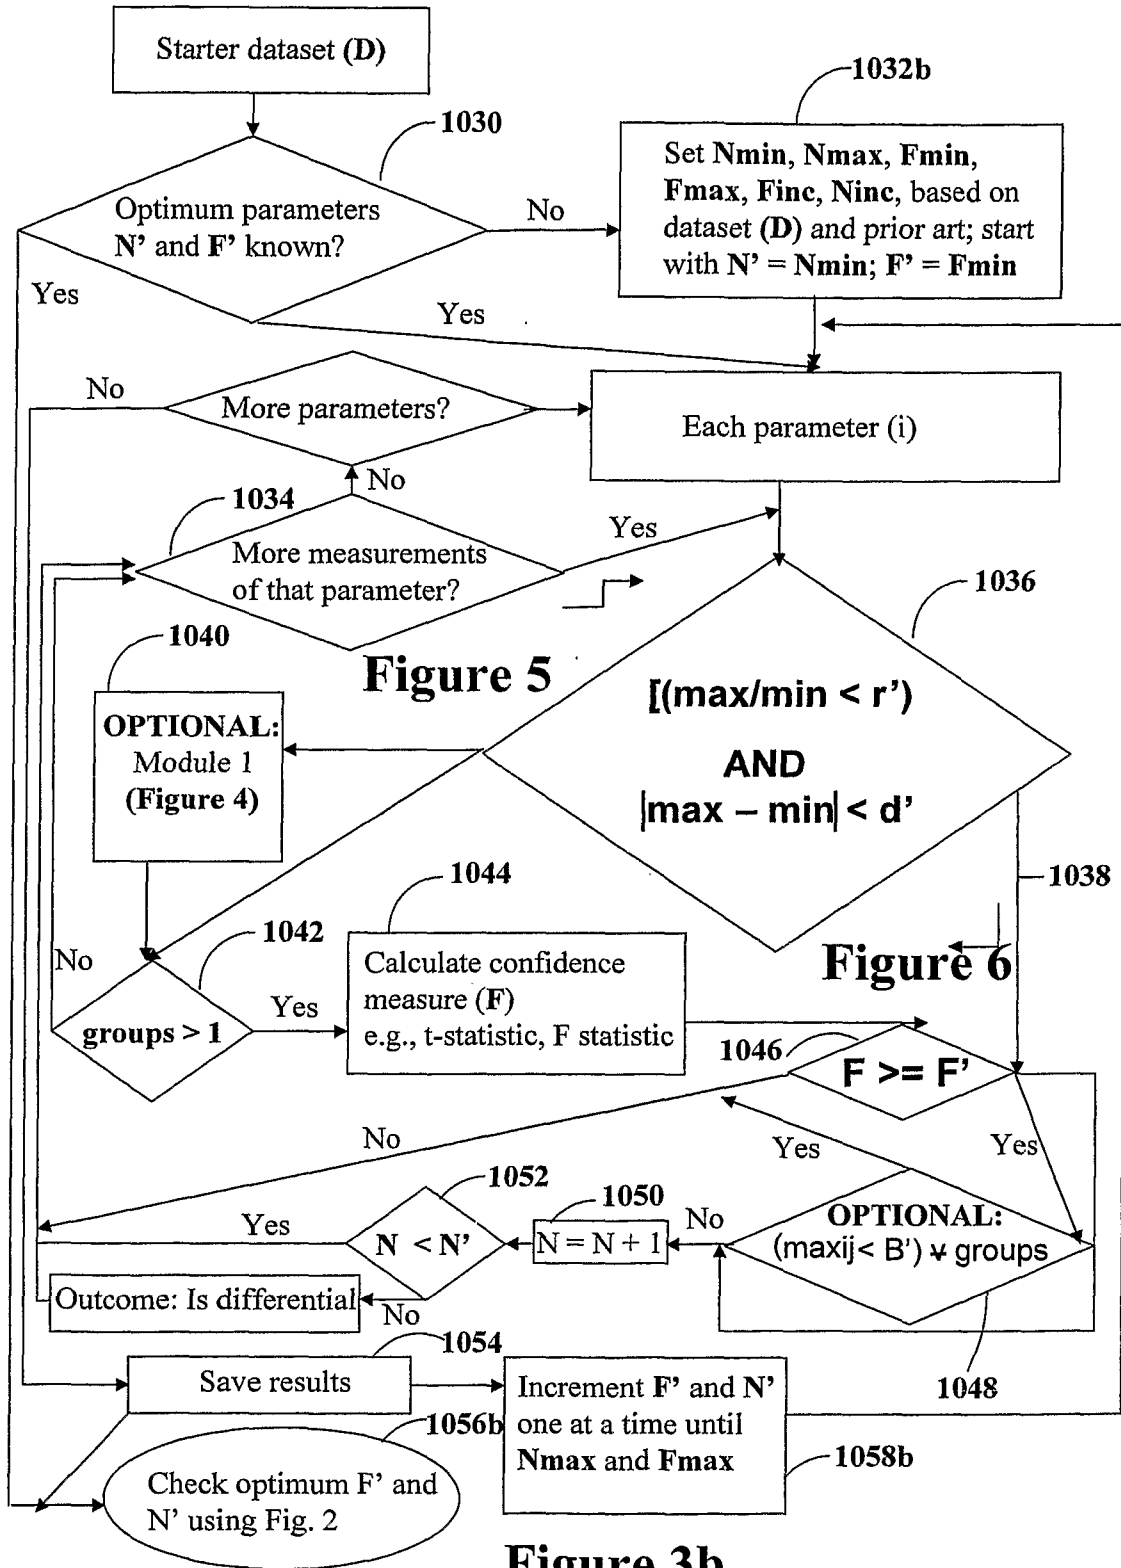 Starter dataset (D)
1030
1032b
Optimum parameters
N' and F' known?
No
Set Nmin, Nmax, Fmin,
Fmax, Finc, Ninc, based on
dataset (D) and prior art; start
with N' = Nmin; F' = Fmin
Yes
Yes
No
More parameters?
Each parameter (i)
No
1034
More measurements
of that parameter?
Yes
1036
1040
Figure 5
OPTIONAL:
Module 1
(Figure 4)
[(max/min < r')
AND
|max – min| < d'
1038
1044
1042
No
groups > 1
Yes
Calculate confidence
measure (F)
e.g., t-statistic, F statistic
Figure 6
1046
F >= F'
No
Yes
Yes
1052
1050
Yes
N < N'
N = N + 1
No
OPTIONAL:
(maxij< B') ∀ groups
Outcome: Is differential
No
1054
1048
Save results
Increment F' and N'
one at a time until
Nmax and Fmax
1056b
1058b
Check optimum F' and
N' using Fig. 2
Figure 3b